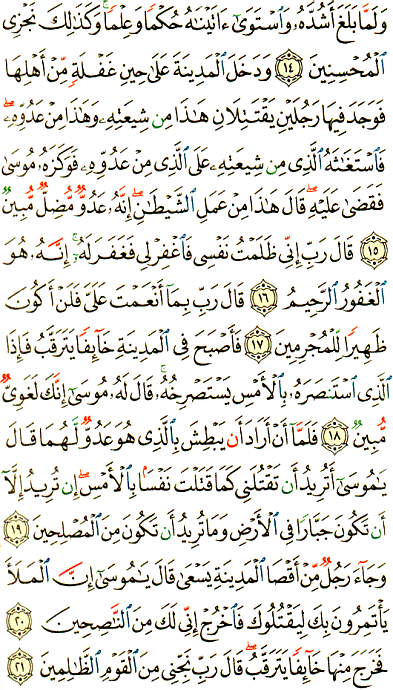 وَلَمَّا بَلَغَ أَشُدَّهُۥ وَٱسۡتَوَىٰٓ ءَاتَيۡنَٰهُ حُكۡمٗا وَعِلۡمٗاۚ وَكَذَٰلِكَ نَجۡزِي
ٱلۡمُحۡسِنِينَ ١٤ وَدَخَلَ ٱلۡمَدِينَةَ عَلَىٰ حِينِ غَفۡلَةٖ مِّنۡ أَهۡلِهَا
فَوَجَدَ فِيهَا رَجُلَيۡنِ يَقۡتَتِلَانِ هَٰذَا مِن شِيعَتِهِۦ وَهَٰذَا مِنۡ عَدُوِّهِۦۖ
فَٱسۡتَغَٰثَهُ ٱلَّذِي مِن شِيعَتِهِۦ عَلَى ٱلَّذِي مِنۡ عَدُوِّهِۦ فَوَكَزَهُۥ مُوسَىٰ
فَقَضَىٰ عَلَيۡهِۖ قَالَ هَٰذَا مِنۡ عَمَلِ ٱلشَّيۡطَٰنِۖ إِنَّهُۥ عَدُوّٞ مُّضِلّٞ مُّبِينٞ
١٥ قَالَ رَبِّ إِنِّي ظَلَمۡتُ نَفۡسِي فَٱغۡفِرۡ لِي فَغَفَرَ لَهُۥٓۚ إِنَّهُۥ هُوَ
ٱلۡغَفُورُ ٱلرَّحِيمُ ١٦ قَالَ رَبِّ بِمَآ أَنۡعَمۡتَ عَلَيَّ فَلَنۡ أَكُونَ
ظَهِيرٗا لِّلۡمُجۡرِمِينَ ١٧ فَأَصۡبَحَ فِي ٱلۡمَدِينَةِ خَآئِفٗا يَتَرَقَّبُ فَإِذَا
ٱلَّذِي ٱسۡتَنصَرَهُۥ بِٱلۡأَمۡسِ يَسۡتَصۡرِخُهُۥۚ قَالَ لَهُۥ مُوسَىٰٓ إِنَّكَ لَغَوِيّٞ
مُّبِينٞ ١٨ فَلَمَّآ أَنۡ أَرَادَ أَن يَبۡطِشَ بِٱلَّذِي هُوَ عَدُوّٞ لَّهُمَا قَالَ
يَٰمُوسَىٰٓ أَتُرِيدُ أَن تَقۡتُلَنِي كَمَا قَتَلۡتَ نَفۡسَۢا بِٱلۡأَمۡسِۖ إِن تُرِيدُ إِلَّآ
أَن تَكُونَ جَبَّارٗا فِي ٱلۡأَرۡضِ وَمَا تُرِيدُ أَن تَكُونَ مِنَ ٱلۡمُصۡلِحِينَ ١٩
وَجَآءَ رَجُلٞ مِّنۡ أَقۡصَا ٱلۡمَدِينَةِ يَسۡعَىٰ قَالَ يَٰمُوسَىٰٓ إِنَّ ٱلۡمَلَأَ
يَأۡتَمِرُونَ بِكَ لِيَقۡتُلُوكَ فَٱخۡرُجۡ إِنِّي لَكَ مِنَ ٱلنَّٰصِحِينَ ٢٠
فَخَرَجَ مِنۡهَا خَآئِفٗا يَتَرَقَّبُۖ قَالَ رَبِّ نَجِّنِي مِنَ ٱلۡقَوۡمِ ٱلظَّٰلِمِينَ ٢١